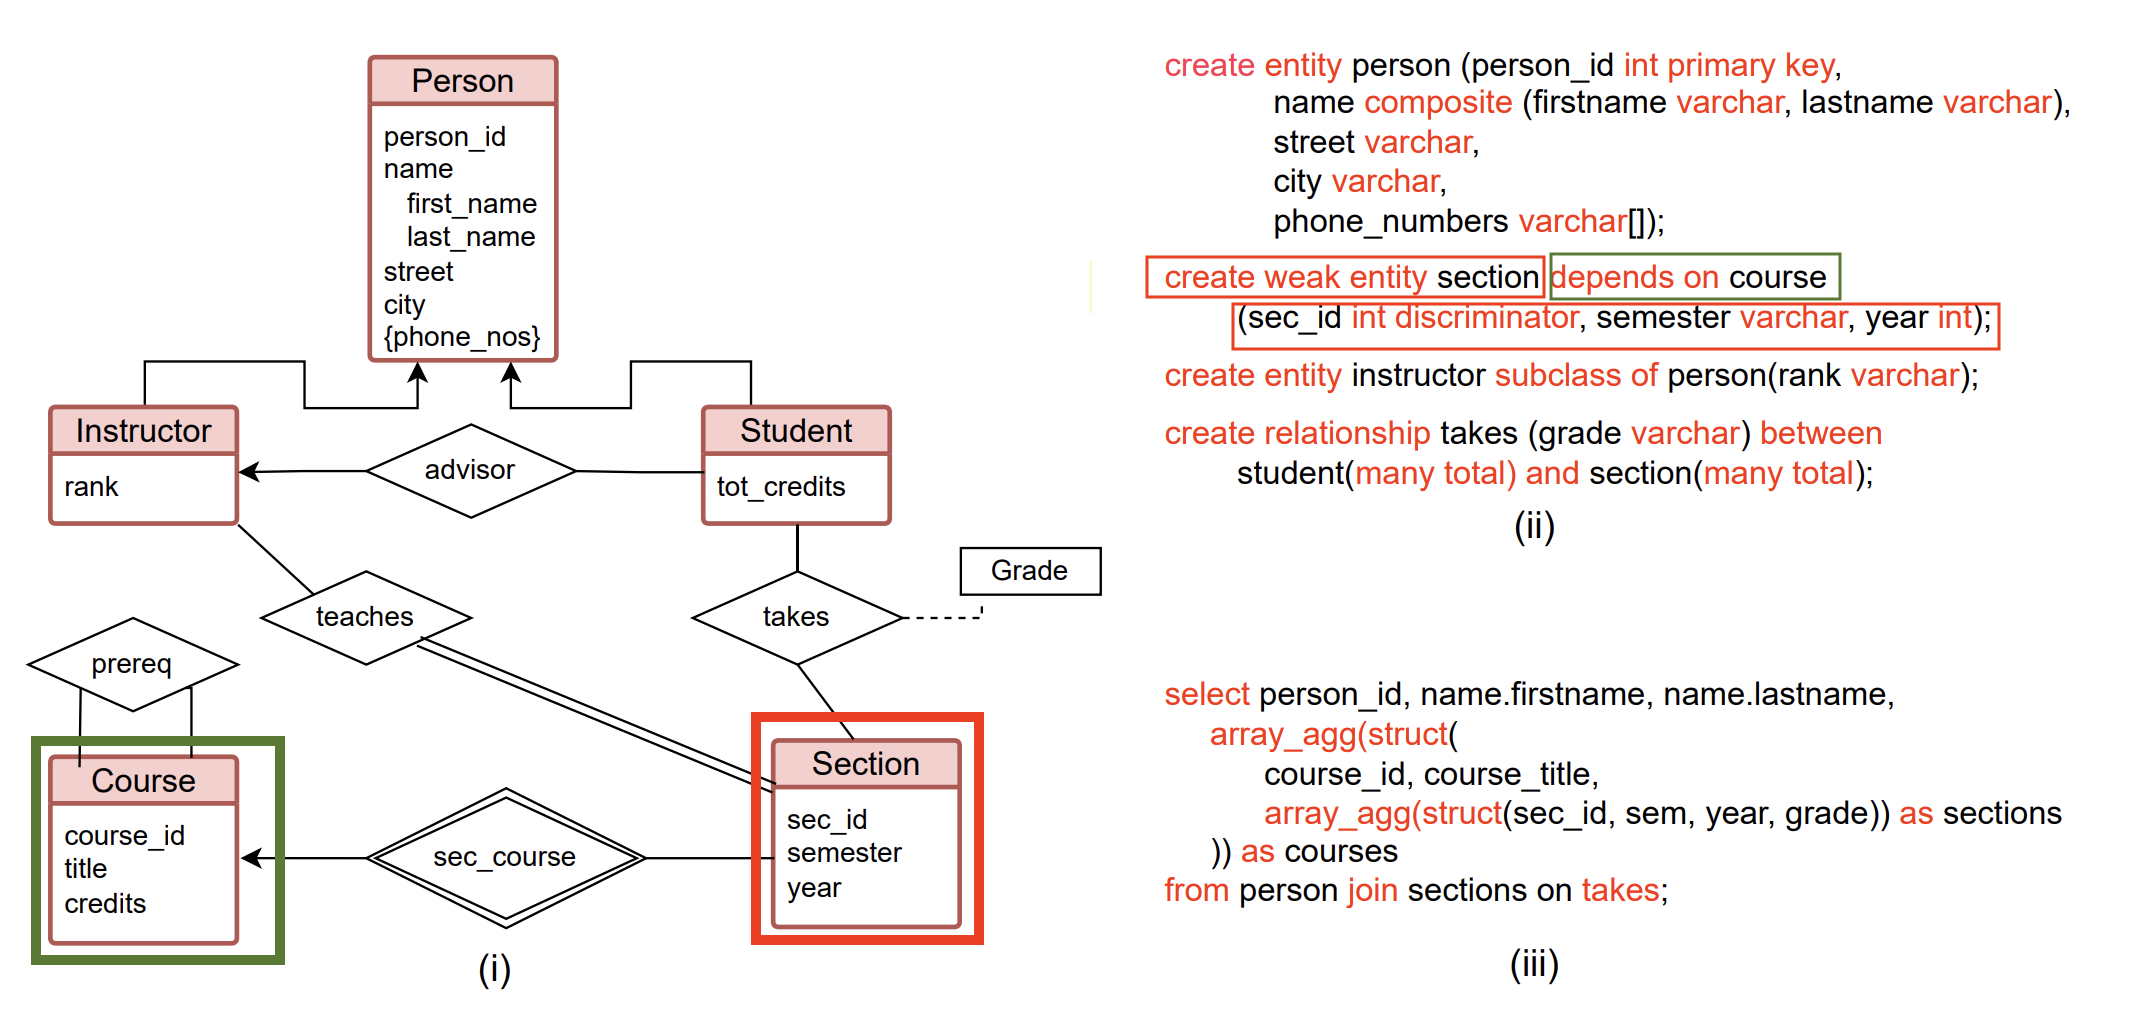 Person
person_id
name
first_name
last_name
street
city
{phone_nos}
Instructor
rank
advisor
Student
tot_credits
teaches
takes
Grade
prereq
Course
course_id
title
credits
sec_course
Section
sec_id
semester
year
(i)
create entity person (person_id int primary key,
name composite (firstname varchar, lastname varchar),
street varchar,
city varchar,
phone_numbers varchar[]);
create weak entity section depends on course
(sec_id int discriminator, semester varchar, year int);
create entity instructor subclass of person(rank varchar);
create relationship takes (grade varchar) between
student(many total) and section(many total);
(ii)
select person_id, name.firstname, name.lastname,
array_agg(struct(
course_id, course_title,
array_agg(struct(sec_id, sem, year, grade)) as sections
)) as courses
from person join sections on takes;
(iii)